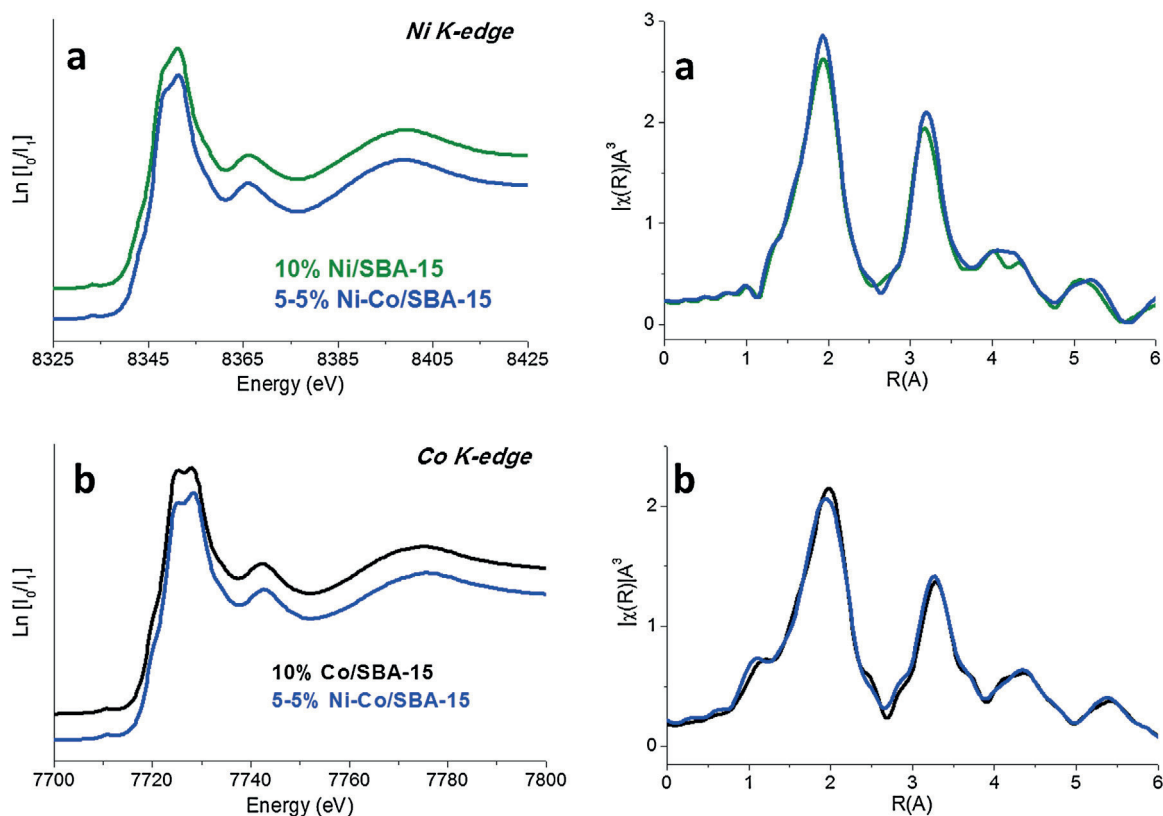 a
Ni K-edge
Ln [I₀/I₁]
10% Ni/SBA-15
5-5% Ni-Co/SBA-15
8325 8345 8365 8385 8405 8425
Energy (eV)
a
|χ(R)|A³
3
2
1
0
0 1 2 3 4 5 6
R(A)
b
Co K-edge
Ln [I₀/I₁]
10% Co/SBA-15
5-5% Ni-Co/SBA-15
7700 7720 7740 7760 7780 7800
Energy (eV)
b
|χ(R)|A³
2
1
0
0 1 2 3 4 5 6
R(A)